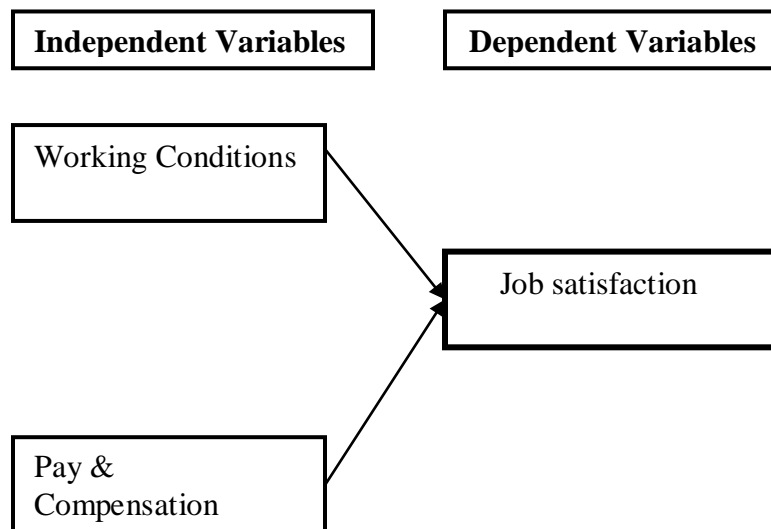 Independent Variables
Dependent Variables
Working Conditions
Job satisfaction
Pay &
Compensation